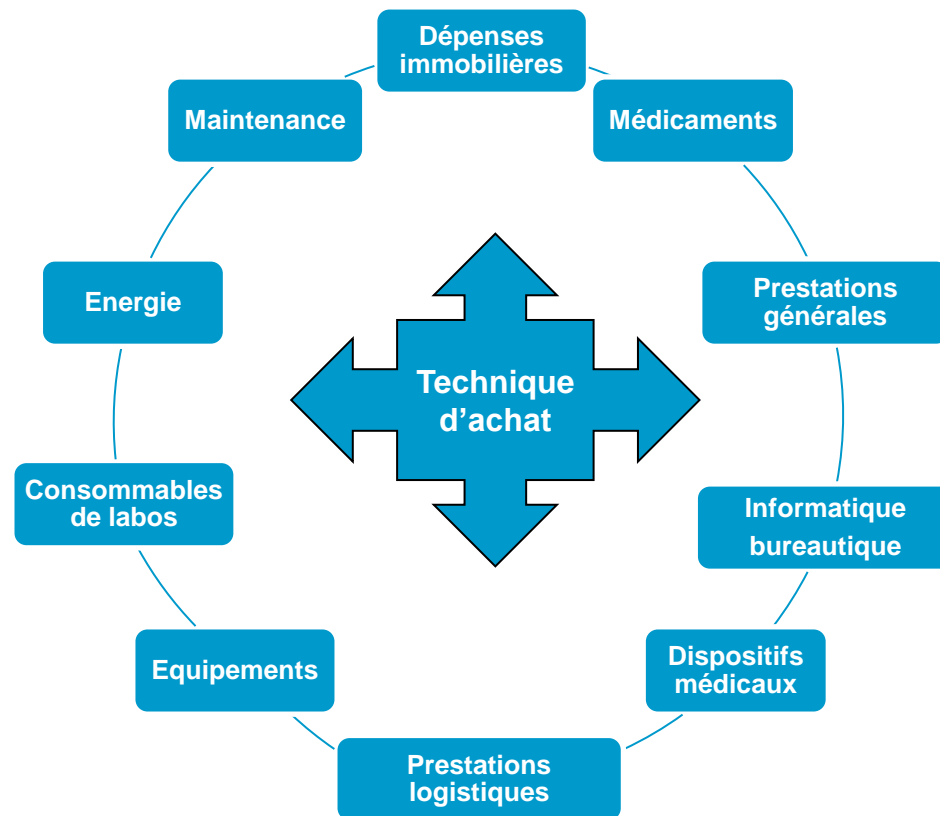 Dépenses
immobilières
Maintenance
Médicaments
Energie
Prestations
générales
Technique
d’achat
Consommables
de labos
Informatique
bureautique
Equipements
Dispositifs
médicaux
Prestations
logistiques